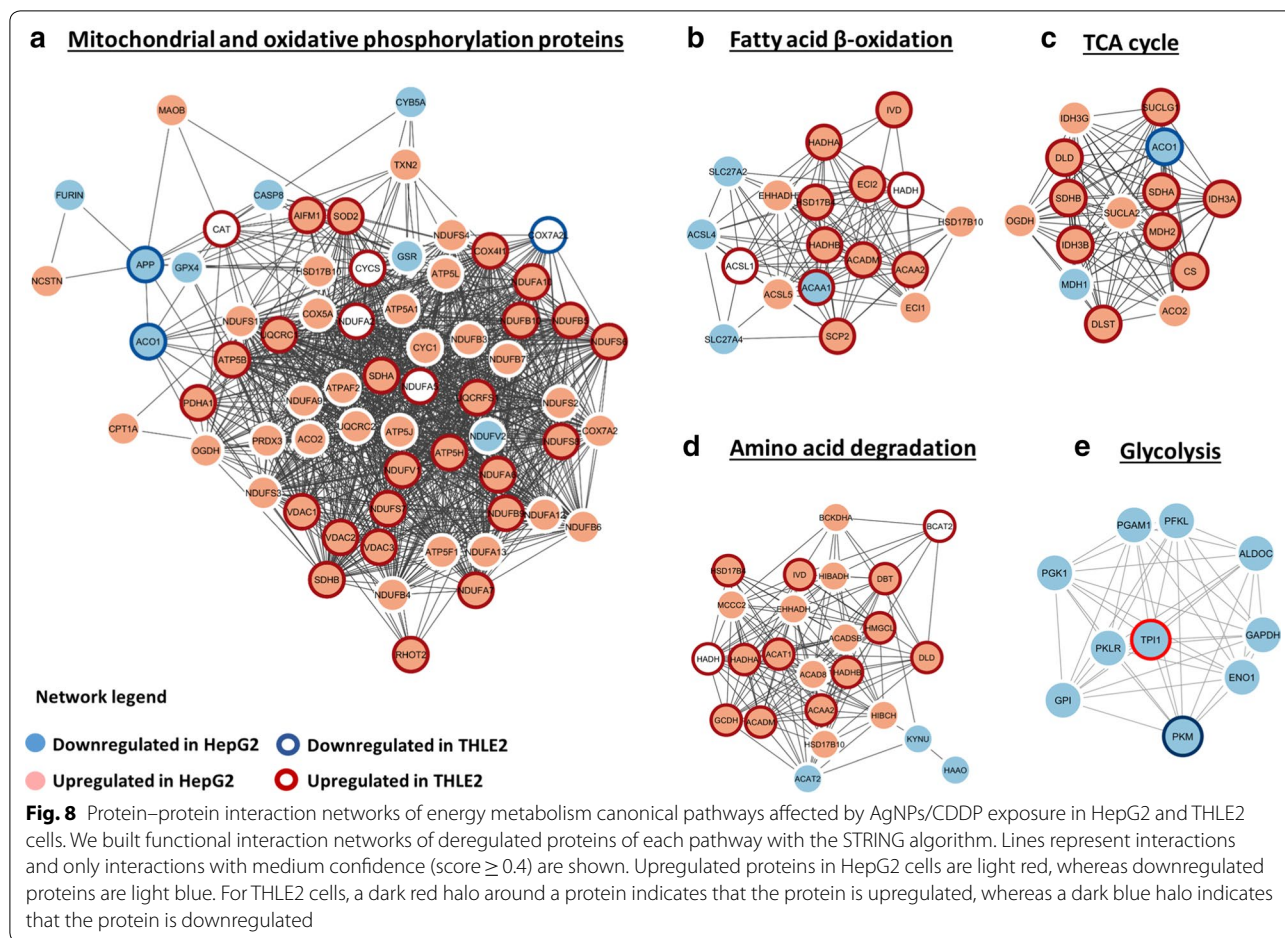 a Mitochondrial and oxidative phosphorylation proteins
MAOB
CYB5A
TXN2
FURIN
CASP8
AIFM1
SOD2
CAT
NDUFS4
COX7A2L
COX4I1
NCSTN
APP
GPX4
HSD17B10
CYCS
GSR
ATP5L
NDUFS1
COX5A
NDUFA2
ATP5A1
NDUFB10
NDUFB5
NDUFS6
ACO1
UQCRC
CYC1
NDUFB3
NDUFB7
ATP5B
SDHA
NDUFA5
PDHA1
ATPAF2
NDUFA9
UQCRFS1
NDUFS2
CPT1A
OGDH
PRDX3
ACO2
UQCRC2
ATP5J
NDUFV2
NDUFS8
COX7A2
ATP5H
NDUFS3
NDUFV1
NDUFA6
VDAC1
NDUFS7
NDUFB9
NDUFA12
NDUFB6
VDAC2
VDAC3
ATP5F1
NDUFA13
SDHB
NDUFB4
NDUFA7
RHOT2
Network legend
Downregulated in HepG2
Downregulated in THLE2
Upregulated in HepG2
Upregulated in THLE2
b Fatty acid β-oxidation
IVD
HADHA
SLC27A2
EHHADH
ECI2
HADH
HSD17B4
HSD17B10
ACSL4
HADHB
ACADM
ACSL1
ACAA2
ACSL5
ACAA1
ECI1
SLC27A4
SCP2
c TCA cycle
IDH3G
SUCLG1
ACO1
DLD
SDHB
SDHA
IDH3A
OGDH
SUCLA2
MDH2
IDH3B
CS
MDH1
ACO2
DLST
d Amino acid degradation
BCKDHA
BCAT2
HSD17B4
IVD
HIBADH
DBT
MCCC2
EHHADH
HMGCL
ACADSB
HADH
HADHA
ACAT1
ACAD8
HADHB
DLD
GCDH
ACADM
ACAA2
HIBCH
HSD17B10
KYNU
ACAT2
HAAO
e Glycolysis
PGAM1
PFKL
ALDOC
PGK1
TPI1
GAPDH
PKLR
ENO1
GPI
PKM
Fig. 8 Protein–protein interaction networks of energy metabolism canonical pathways affected by AgNPs/CDDP exposure in HepG2 and THLE2
cells. We built functional interaction networks of deregulated proteins of each pathway with the STRING algorithm. Lines represent interactions
and only interactions with medium confidence (score ≥ 0.4) are shown. Upregulated proteins in HepG2 cells are light red, whereas downregulated
proteins are light blue. For THLE2 cells, a dark red halo around a protein indicates that the protein is upregulated, whereas a dark blue halo indicates
that the protein is downregulated